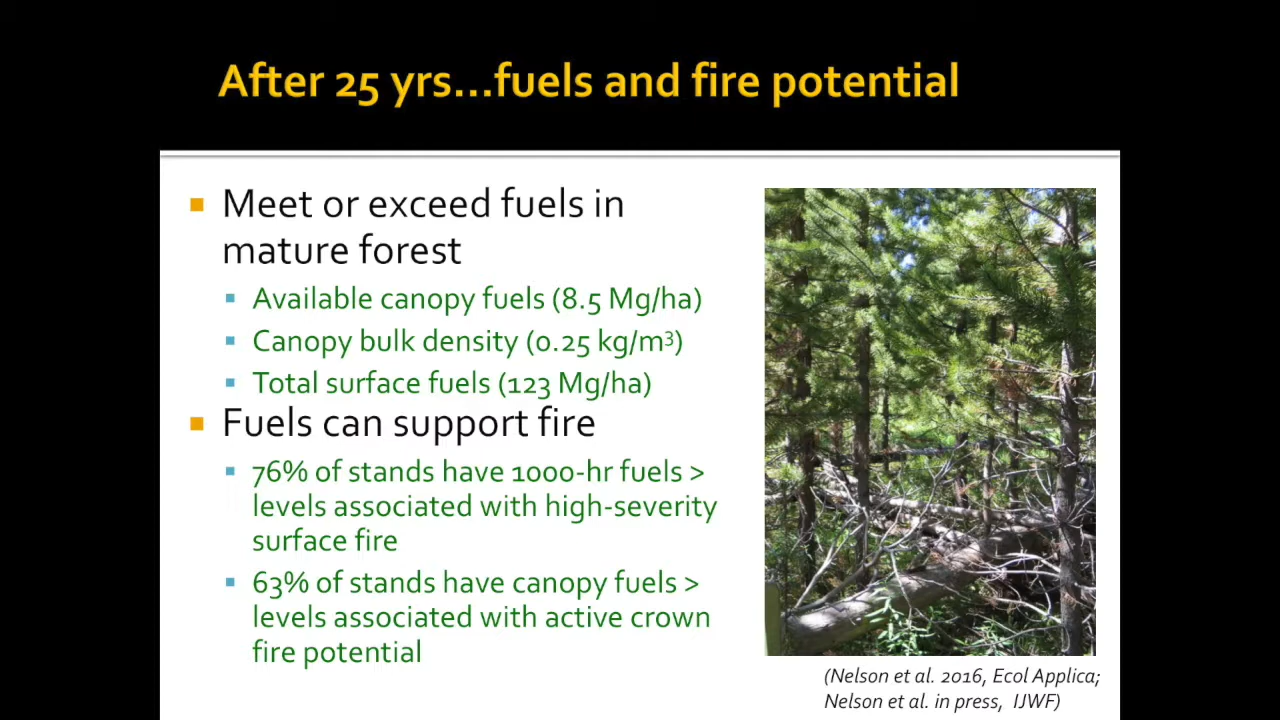 After 25 yrs...fuels and fire potential
Meet or exceed fuels in
mature forest
Available canopy fuels (8.5 Mg/ha)
Canopy bulk density (0.25 kg/m³)
Total surface fuels (123 Mg/ha)
Fuels can support fire
76% of stands have 1000-hr fuels >
levels associated with high-severity
surface fire
63% of stands have canopy fuels >
levels associated with active crown
fire potential
(Nelson et al. 2016, Ecol Applica;
Nelson et al. in press, IJWF)